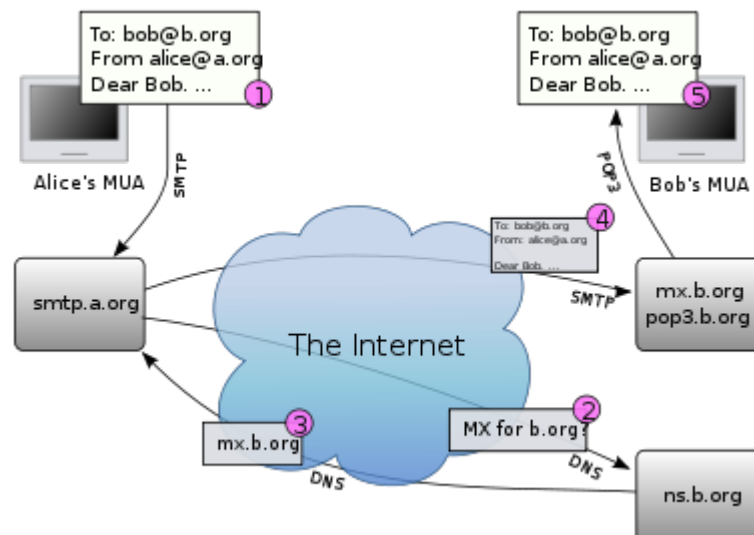 To: bob@b.org
From alice@a.org
Dear Bob. ...
1
Alice's MUA
SMTP
To: bob@b.org
From alice@a.org
Dear Bob. ...
5
Bob's MUA
POP3
To: bob@b.org
From: alice@a.org
Dear Bob. ...
4
SMTP
smtp.a.org
mx.b.org
pop3.b.org
The Internet
mx.b.org
3
DNS
MX for b.org?
2
DNS
ns.b.org